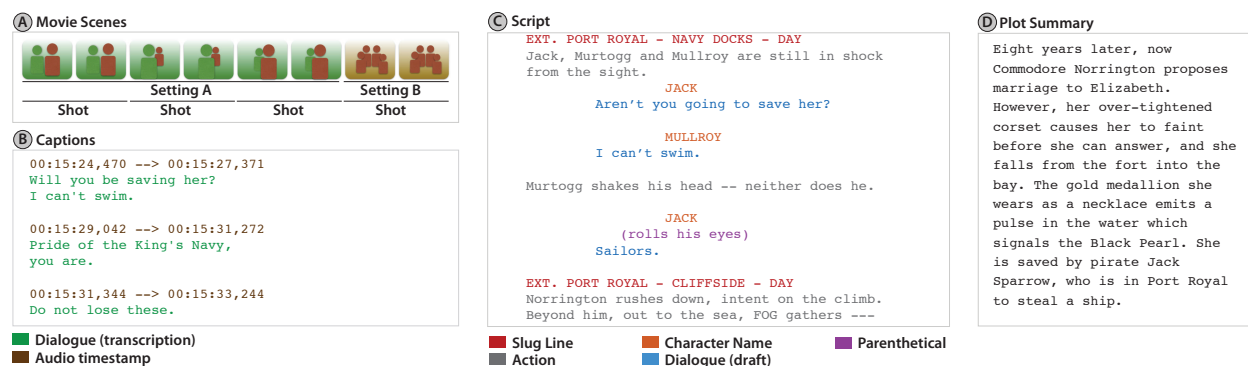 A Movie Scenes
Setting A
Setting B
Shot
Shot
Shot
Shot
B Captions
00:15:24,470 --> 00:15:27,371
Will you be saving her?
I can't swim.
00:15:29,042 --> 00:15:31,272
Pride of the King's Navy,
you are.
00:15:31,344 --> 00:15:33,244
Do not lose these.
Dialogue (transcription)
Audio timestamp
C Script
EXT. PORT ROYAL - NAVY DOCKS - DAY
Jack, Murtogg and Mullroy are still in shock
from the sight.
JACK
Aren't you going to save her?
MULLROY
I can't swim.
Murtogg shakes his head -- neither does he.
JACK
(rolls his eyes)
Sailors.
EXT. PORT ROYAL - CLIFFSIDE - DAY
Norrington rushes down, intent on the climb.
Beyond him, out to the sea, FOG gathers ---
Slug Line
Character Name
Parenthetical
Action
Dialogue (draft)
D Plot Summary
Eight years later, now
Commodore Norrington proposes
marriage to Elizabeth.
However, her over-tightened
corset causes her to faint
before she can answer, and she
falls from the fort into the
bay. The gold medallion she
wears as a necklace emits a
pulse in the water which
signals the Black Pearl. She
is saved by pirate Jack
Sparrow, who is in Port Royal
to steal a ship.